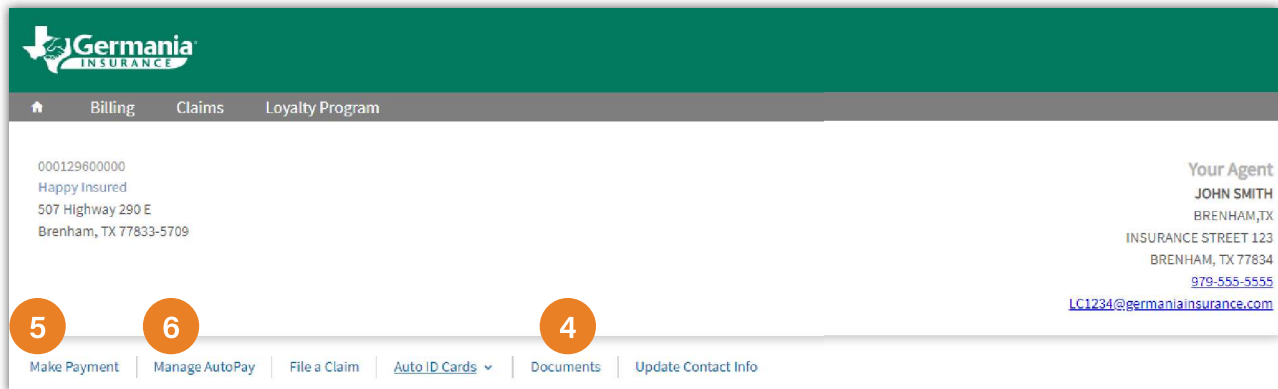 Germania
INSURANCE
Billing Claims Loyalty Program
000129600000
Happy Insured
507 Highway 290 E
Brenham, TX 77833-5709
Your Agent
JOHN SMITH
BRENHAM,TX
INSURANCE STREET 123
BRENHAM, TX 77834
979-555-5555
LC1234@germaniainsurance.com
5 6 4
Make Payment Manage AutoPay File a Claim Auto ID Cards Documents Update Contact Info